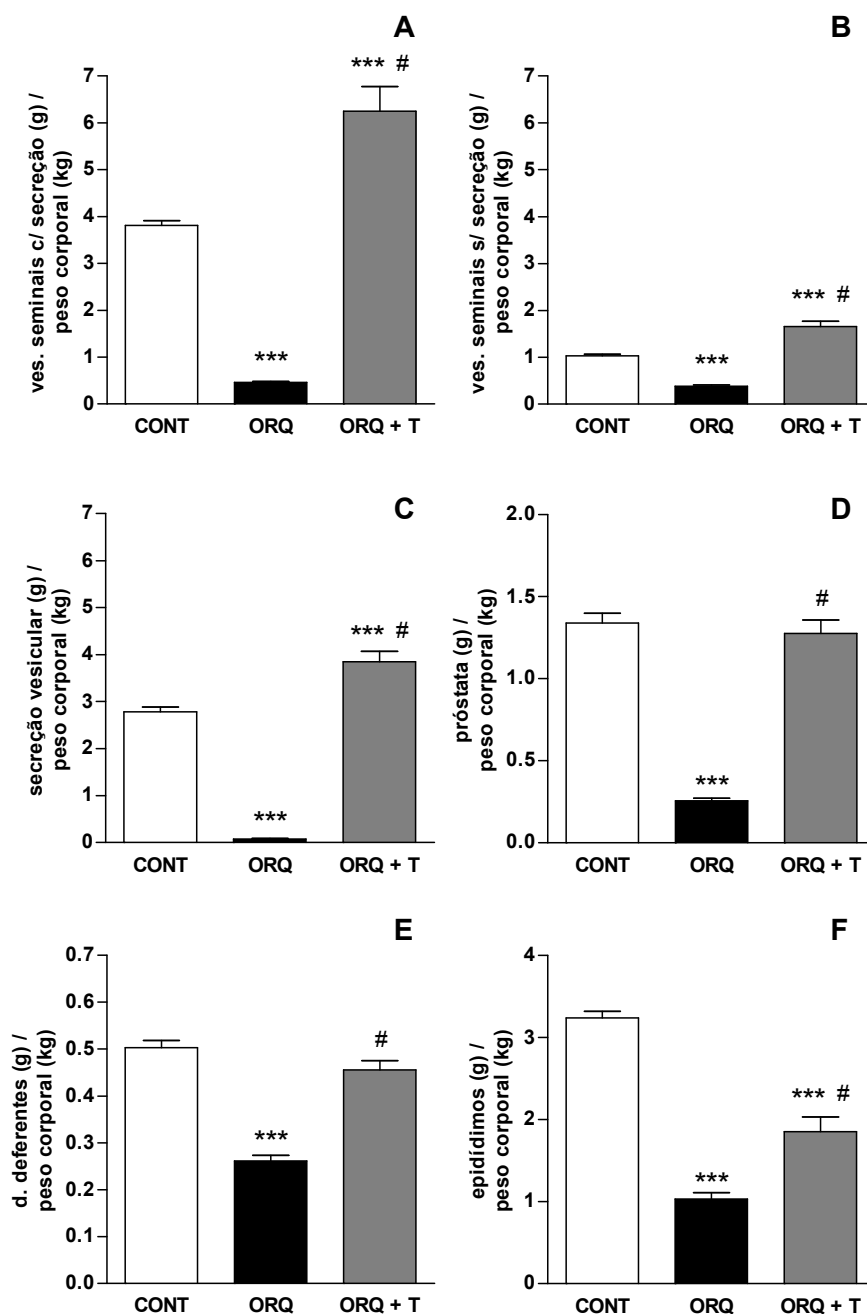 A
ves. seminais c/ secreção (g) /
peso corporal (kg)
7
6
5
4
3
2
1
0
*** #
***
CONT
ORQ
ORQ + T
B
ves. seminais s/ secreção (g) /
peso corporal (kg)
7
6
5
4
3
2
1
0
*** #
***
CONT
ORQ
ORQ + T
C
secreção vesicular (g) /
peso corporal (kg)
7
6
5
4
3
2
1
0
*** #
***
CONT
ORQ
ORQ + T
D
próstata (g) /
peso corporal (kg)
2.0
1.5
1.0
0.5
0.0
#
***
CONT
ORQ
ORQ + T
E
d. deferentes (g) /
peso corporal (kg)
0.7
0.6
0.5
0.4
0.3
0.2
0.1
0.0
#
***
CONT
ORQ
ORQ + T
F
epidídimos (g) /
peso corporal (kg)
4
3
2
1
0
*** #
***
CONT
ORQ
ORQ + T